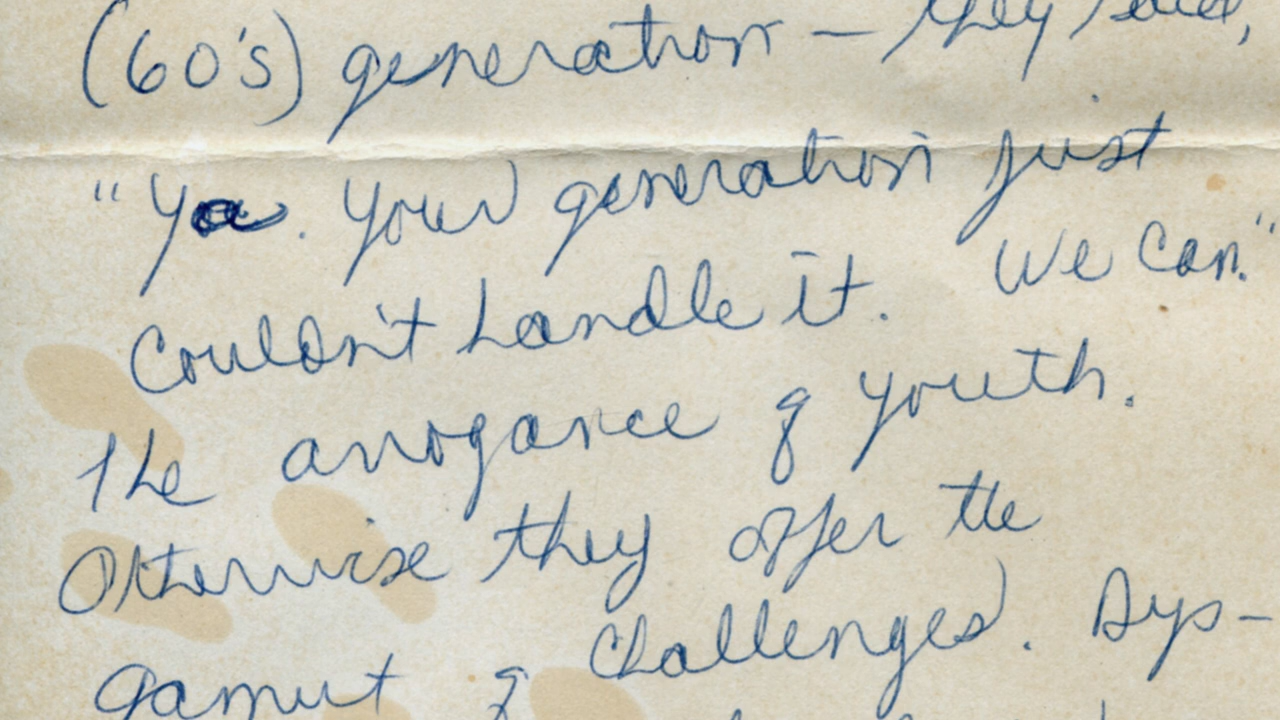 (60's) generation — they said,
"Ya. Your generation just
couldn't handle it. We can."
The arrogance of youth.
Otherwise they offer the
gamut of challenges. Dys-